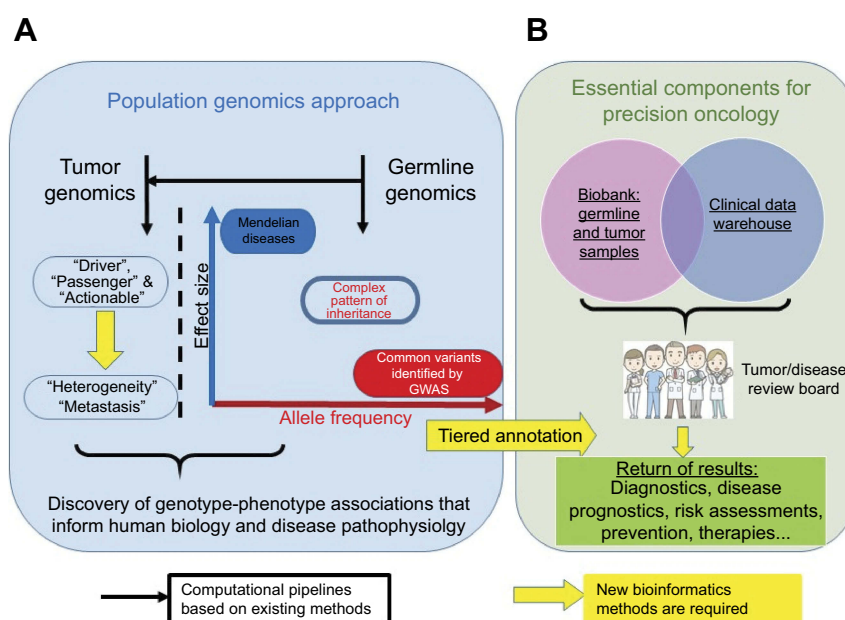 A
Population genomics approach
Tumor
genomics
Germline
genomics
"Driver",
"Passenger" &
"Actionable"
"Heterogeneity"
"Metastasis"
Effect size
Mendelian
diseases
Complex
pattern of
inheritance
Common variants
identified by
GWAS
Allele frequency
Discovery of genotype-phenotype associations that
inform human biology and disease pathophysiolgy
Tiered annotation
B
Essential components for
precision oncology
Biobank:
germline
and tumor
samples
Clinical data
warehouse
Tumor/disease
review board
Return of results:
Diagnostics, disease
prognostics, risk assessments,
prevention, therapies...
Computational pipelines
based on existing methods
New bioinformatics
methods are required